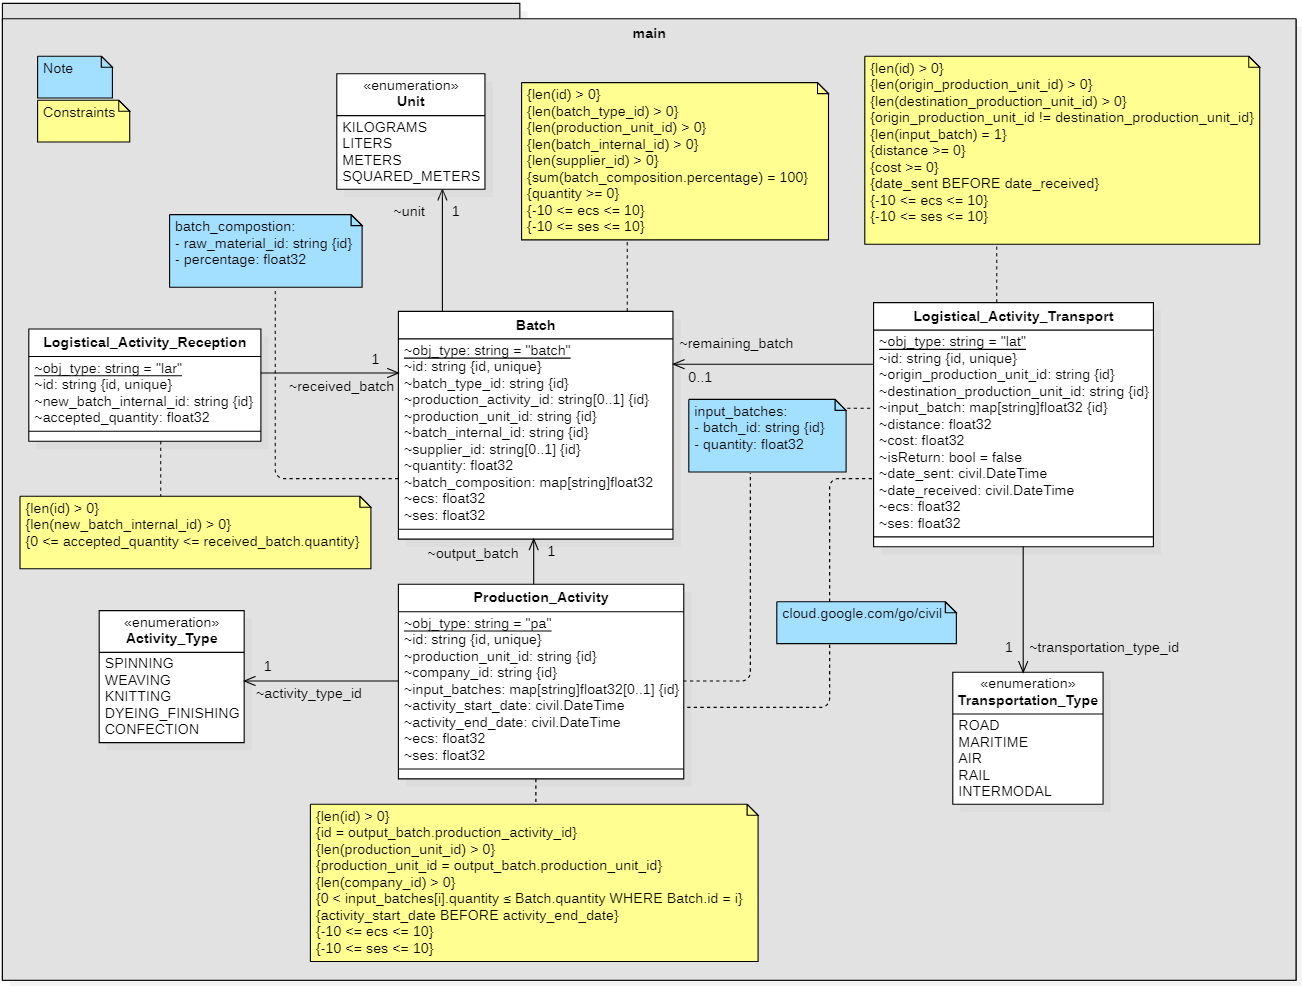 main
Note
Constraints
«enumeration»
Unit
KILOGRAMS
LITERS
METERS
SQUARED_METERS
{len(id) > 0}
{len(batch_type_id) > 0}
{len(production_unit_id) > 0}
{len(batch_internal_id) > 0}
{len(supplier_id) > 0}
{sum(batch_composition.percentage) = 100}
{quantity >= 0}
{-10 <= ecs <= 10}
{-10 <= ses <= 10}
{len(id) > 0}
{len(origin_production_unit_id) > 0}
{len(destination_production_unit_id) > 0}
{origin_production_unit_id != destination_production_unit_id}
{len(input_batch) = 1}
{distance >= 0}
{cost >= 0}
{date_sent BEFORE date_received}
{-10 <= ecs <= 10}
{-10 <= ses <= 10}
~unit
1
batch_compostion:
- raw_material_id: string {id}
- percentage: float32
Logistical_Activity_Reception
~obj_type: string = "lar"
~id: string {id, unique}
~new_batch_internal_id: string {id}
~accepted_quantity: float32
1
~received_batch
Batch
~obj_type: string = "batch"
~id: string {id, unique}
~batch_type_id: string {id}
~production_activity_id: string[0..1] {id}
~production_unit_id: string {id}
~batch_internal_id: string {id}
~supplier_id: string[0..1] {id}
~quantity: float32
~batch_composition: map[string]float32
~ecs: float32
~ses: float32
~remaining_batch
0..1
Logistical_Activity_Transport
~obj_type: string = "lat"
~id: string {id, unique}
~origin_production_unit_id: string {id}
~destination_production_unit_id: string {id}
~input_batch: map[string]float32 {id}
~distance: float32
~cost: float32
~isReturn: bool = false
~date_sent: civil.DateTime
~date_received: civil.DateTime
~ecs: float32
~ses: float32
input_batches:
- batch_id: string {id}
- quantity: float32
{len(id) > 0}
{len(new_batch_internal_id) > 0}
{0 <= accepted_quantity <= received_batch.quantity}
~output_batch
1
Production_Activity
~obj_type: string = "pa"
~id: string {id, unique}
~production_unit_id: string {id}
~company_id: string {id}
~input_batches: map[string]float32[0..1] {id}
~activity_start_date: civil.DateTime
~activity_end_date: civil.DateTime
~ecs: float32
~ses: float32
«enumeration»
Activity_Type
SPINNING
WEAVING
KNITTING
DYEING_FINISHING
CONFECTION
1
~activity_type_id
cloud.google.com/go/civil
1
~transportation_type_id
«enumeration»
Transportation_Type
ROAD
MARITIME
AIR
RAIL
INTERMODAL
{len(id) > 0}
{id = output_batch.production_activity_id}
{len(production_unit_id) > 0}
{production_unit_id = output_batch.production_unit_id}
{len(company_id) > 0}
{0 < input_batches[i].quantity ≤ Batch.quantity WHERE Batch.id = i}
{activity_start_date BEFORE activity_end_date}
{-10 <= ecs <= 10}
{-10 <= ses <= 10}